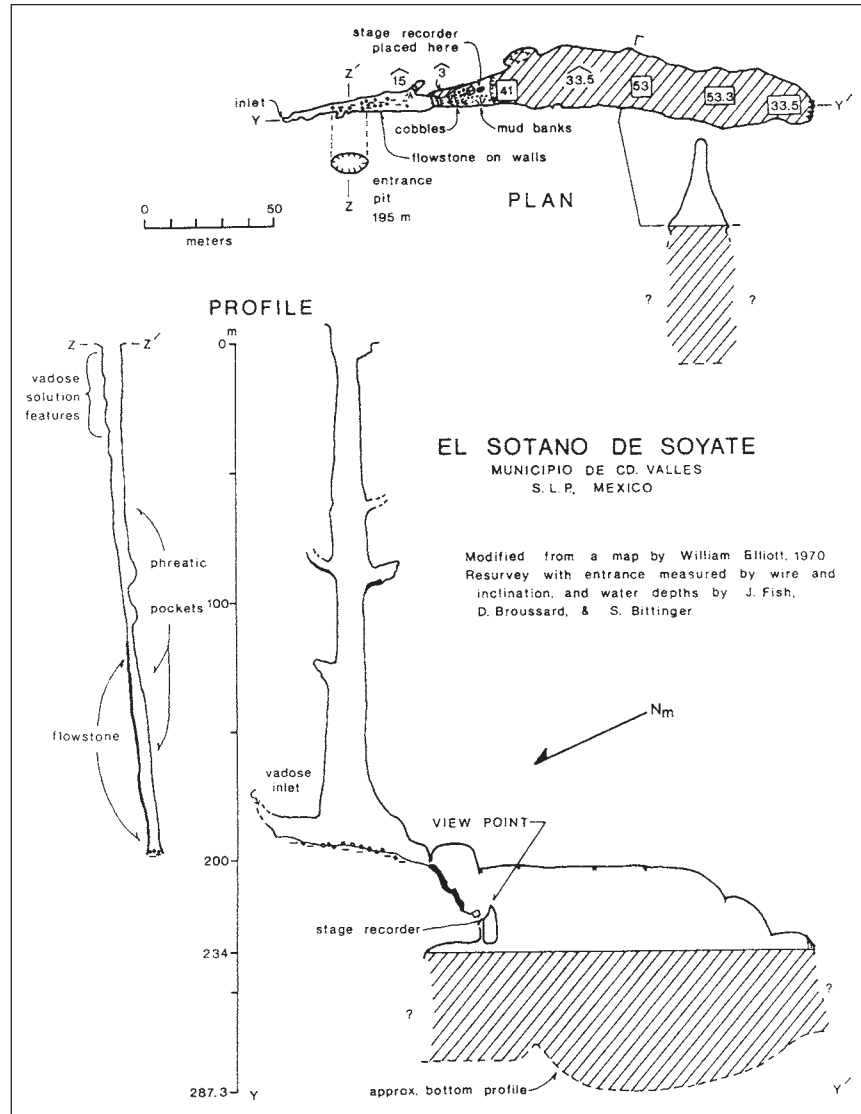 stage recorder
placed here
Z'
15
3
41
33.5
53
53.3
33.5
Y'
inlet
Y
A
cobbles
mud banks
flowstone on walls
entrance
pit
195 m
Z
0
50
meters
PLAN
?
?
PROFILE
m
Z
Z'
0
vadose
solution
features
EL SOTANO DE SOYATE
MUNICIPIO DE CD. VALLES
S. L. P., MEXICO
phreatic
pockets
100
Modified from a map by William Elliott, 1970
Resurvey with entrance measured by wire and
inclination, and water depths by J. Fish,
D. Broussard, & S. Bittinger
flowstone
Nm
vadose
inlet
VIEW POINT
200
stage recorder
234
?
?
287.3
Y
approx. bottom profile
Y'